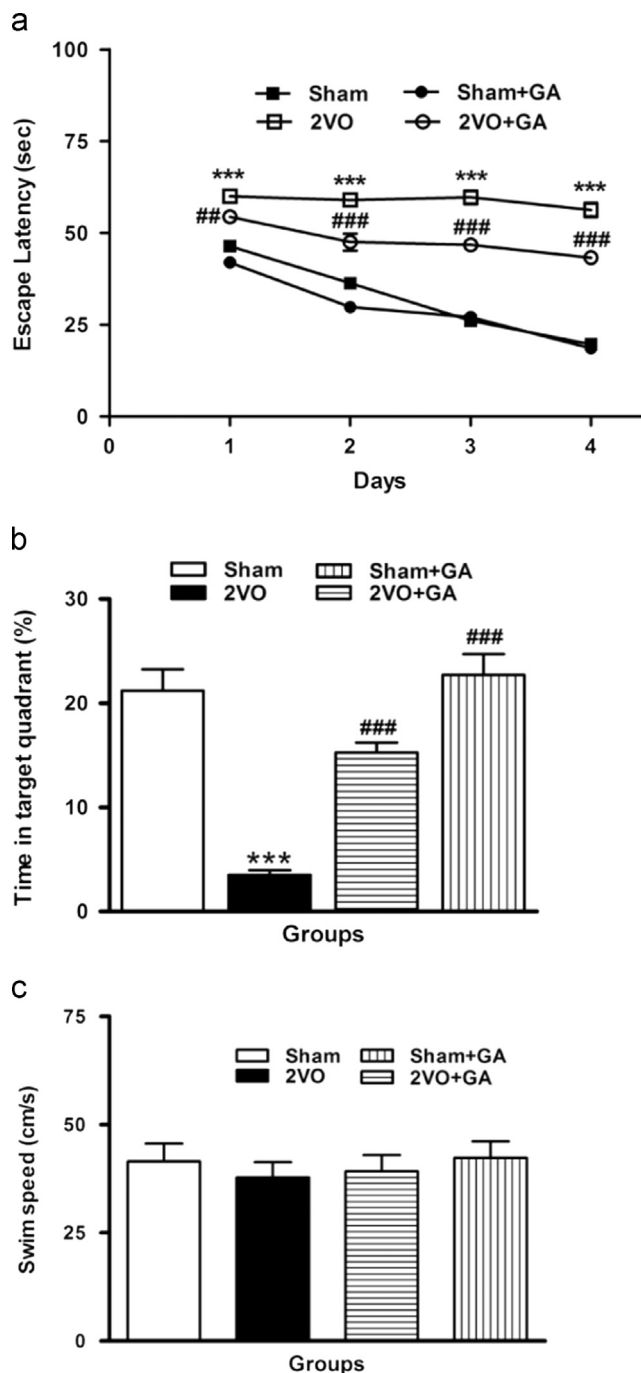 a
100
75
50
25
0
Escape Latency (sec)
Sham
Sham+GA
2VO
2VO+GA
*** *** *** ***
## ### ### ###
0 1 2 3 4
Days
b
Sham
Sham+GA
2VO
2VO+GA
30
20
10
0
Time in target quadrant (%)
***
###
###
Groups
c
75
50
25
0
Swim speed (cm/s)
Sham
Sham+GA
2VO
2VO+GA
Groups